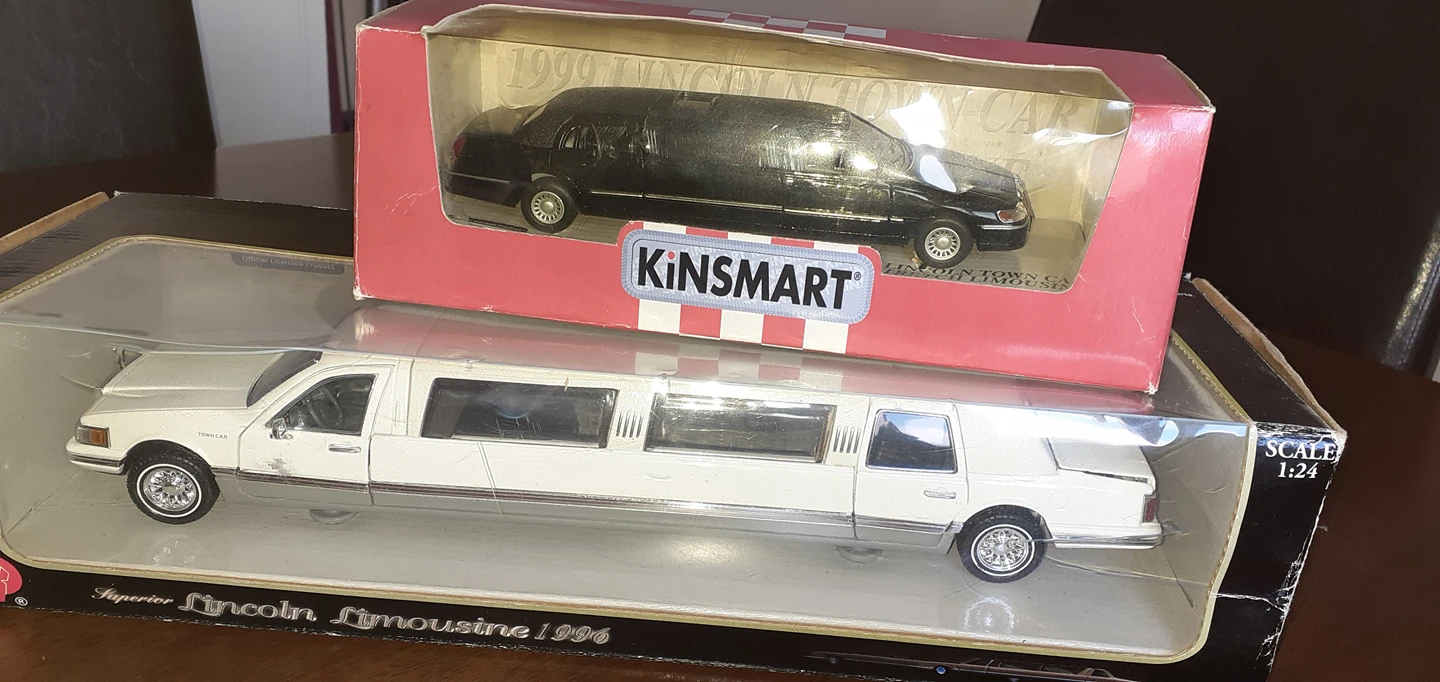 1999 LINCOLN TOWN CAR
KiNSMART®
LINCOLN TOWN CA
LIMOUSI
Official Licensed Product
TOWN CAR
SCALE
1:24
®
Superior Lincoln Limousine 1996